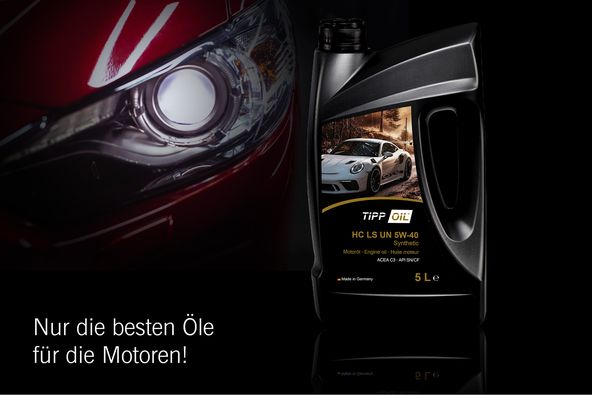 TiPP OIL
HC LS UN 5W-40
Synthetic
Motoröl · Engine oil · Huile moteur
ACEA C3 · API SN/CF
Made in Germany
5 L e
Nur die besten Öle
für die Motoren!